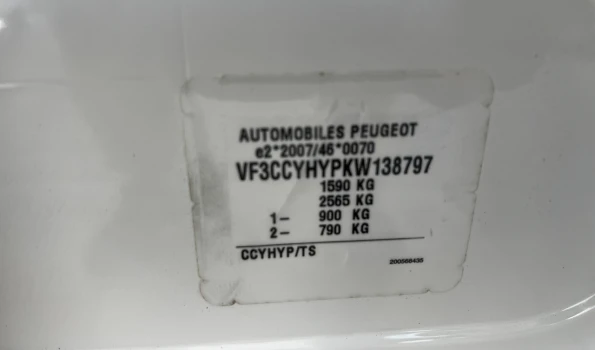 AUTOMOBILES PEUGEOT
e2*2007/46*0070
VF3CCYHYPKW138797
1590 KG
2565 KG
1- 900 KG
2- 790 KG
CCYHYP/TS